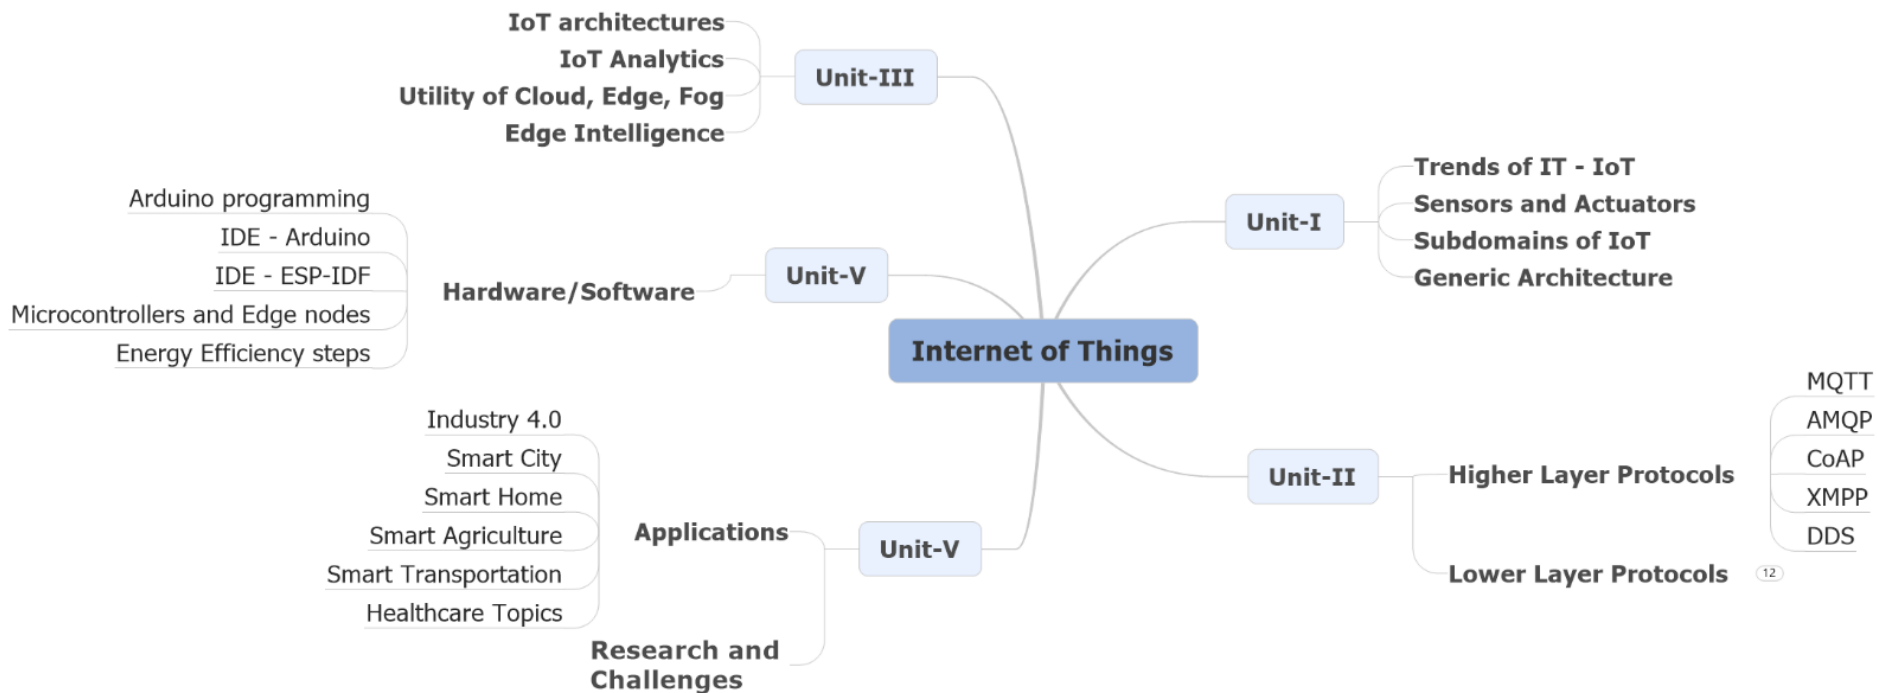 Internet of Things
Unit-I
Trends of IT - IoT
Sensors and Actuators
Subdomains of IoT
Generic Architecture
Unit-II
Higher Layer Protocols
MQTT
AMQP
CoAP
XMPP
DDS
Lower Layer Protocols
12
Unit-III
IoT architectures
IoT Analytics
Utility of Cloud, Edge, Fog
Edge Intelligence
Unit-V
Hardware/Software
Arduino programming
IDE - Arduino
IDE - ESP-IDF
Microcontrollers and Edge nodes
Energy Efficiency steps
Unit-V
Applications
Industry 4.0
Smart City
Smart Home
Smart Agriculture
Smart Transportation
Healthcare Topics
Research and
Challenges